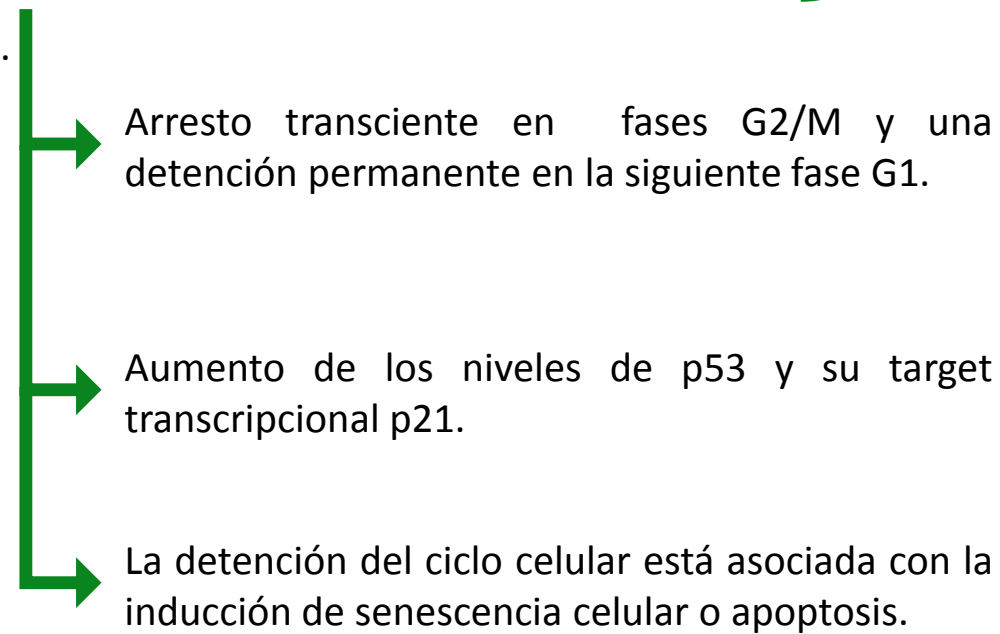 .
Arresto transciente en fases G2/M y una
detención permanente en la siguiente fase G1.
Aumento de los niveles de p53 y su target
transcripcional p21.
La detención del ciclo celular está asociada con la
inducción de senescencia celular o apoptosis.